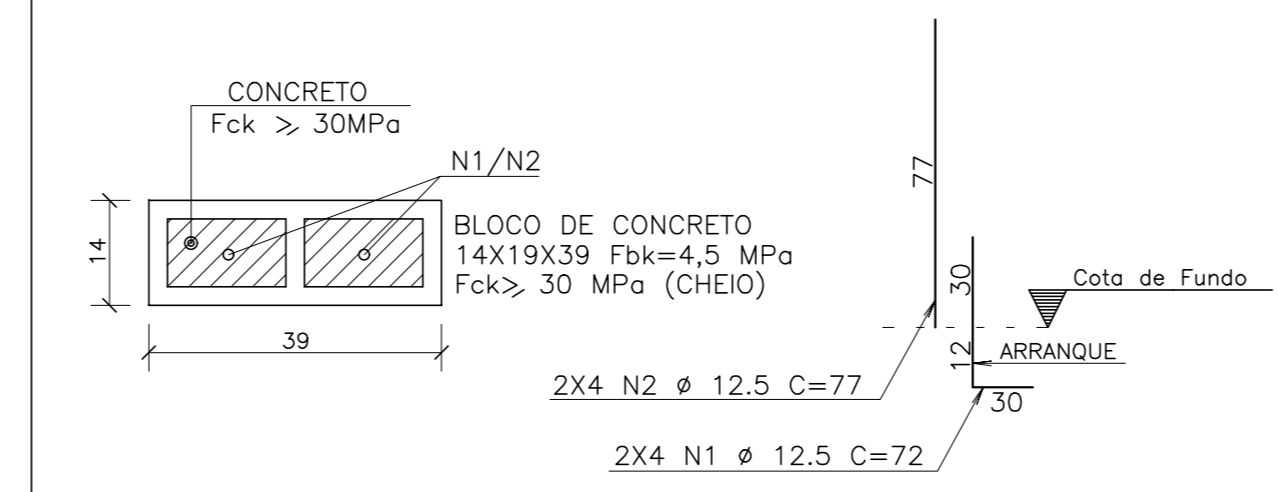 CONCRETO
Fck ⩾ 30MPa
N1/N2
14
BLOCO DE CONCRETO
14X19X39 Fbk=4,5 MPa
Fck⩾ 30 MPa (CHEIO)
39
77
30
Cota de Fundo
12
ARRANQUE
30
2X4 N2 ø 12.5 C=77
2X4 N1 ø 12.5 C=72